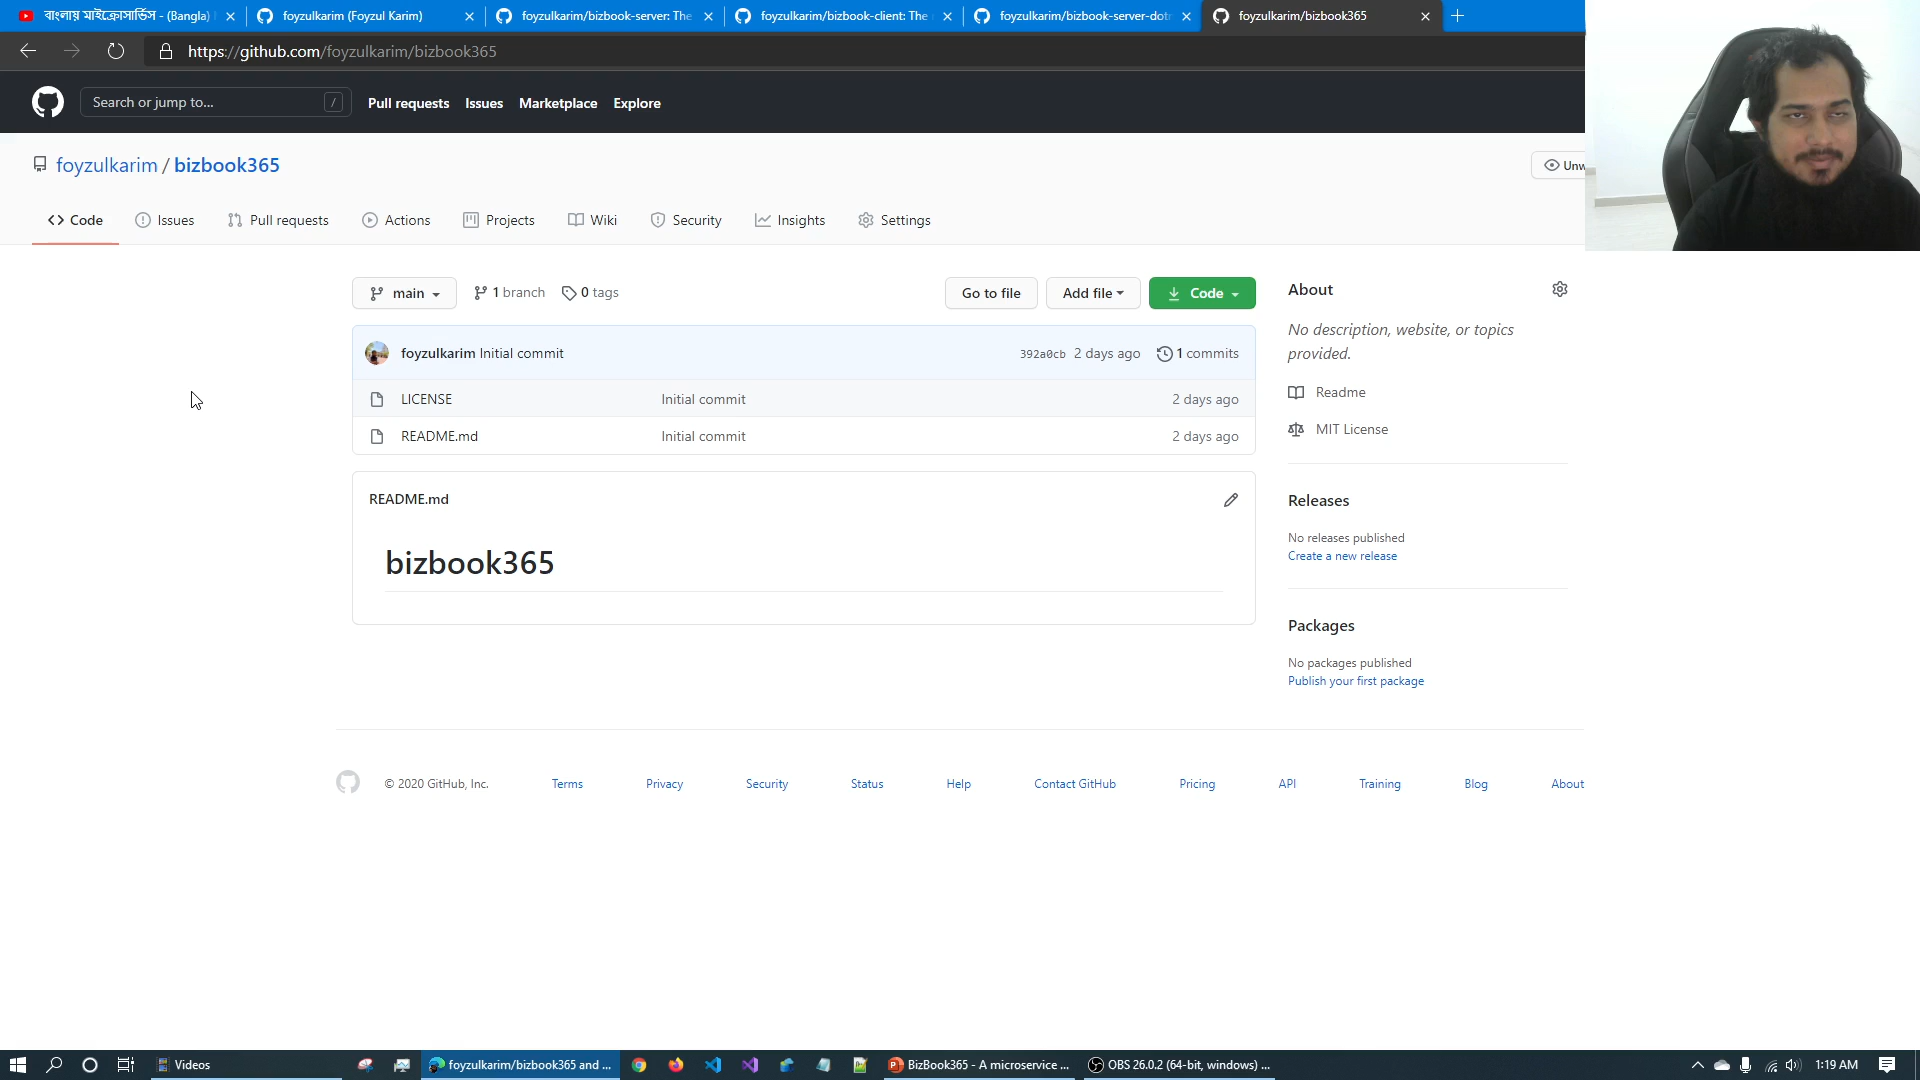 বাংলায় মাইক্রোসার্ভিস - (Bangla)
foyzulkarim (Foyzul Karim)
foyzulkarim/bizbook-server: The
foyzulkarim/bizbook-client: The
foyzulkarim/bizbook-server-dotn
foyzulkarim/bizbook365
https://github.com/foyzulkarim/bizbook365
Search or jump to... /
Pull requests
Issues
Marketplace
Explore
foyzulkarim / bizbook365
Unw
Code
Issues
Pull requests
Actions
Projects
Wiki
Security
Insights
Settings
main
1 branch
0 tags
Go to file
Add file
Code
About
No description, website, or topics
provided.
Readme
MIT License
foyzulkarim Initial commit
392a0cb 2 days ago
1 commits
LICENSE
Initial commit
2 days ago
README.md
Initial commit
2 days ago
README.md
bizbook365
Releases
No releases published
Create a new release
Packages
No packages published
Publish your first package
© 2020 GitHub, Inc.
Terms
Privacy
Security
Status
Help
Contact GitHub
Pricing
API
Training
Blog
About
Videos
foyzulkarim/bizbook365 and ...
BizBook365 - A microservice ...
OBS 26.0.2 (64-bit, windows) ...
1:19 AM